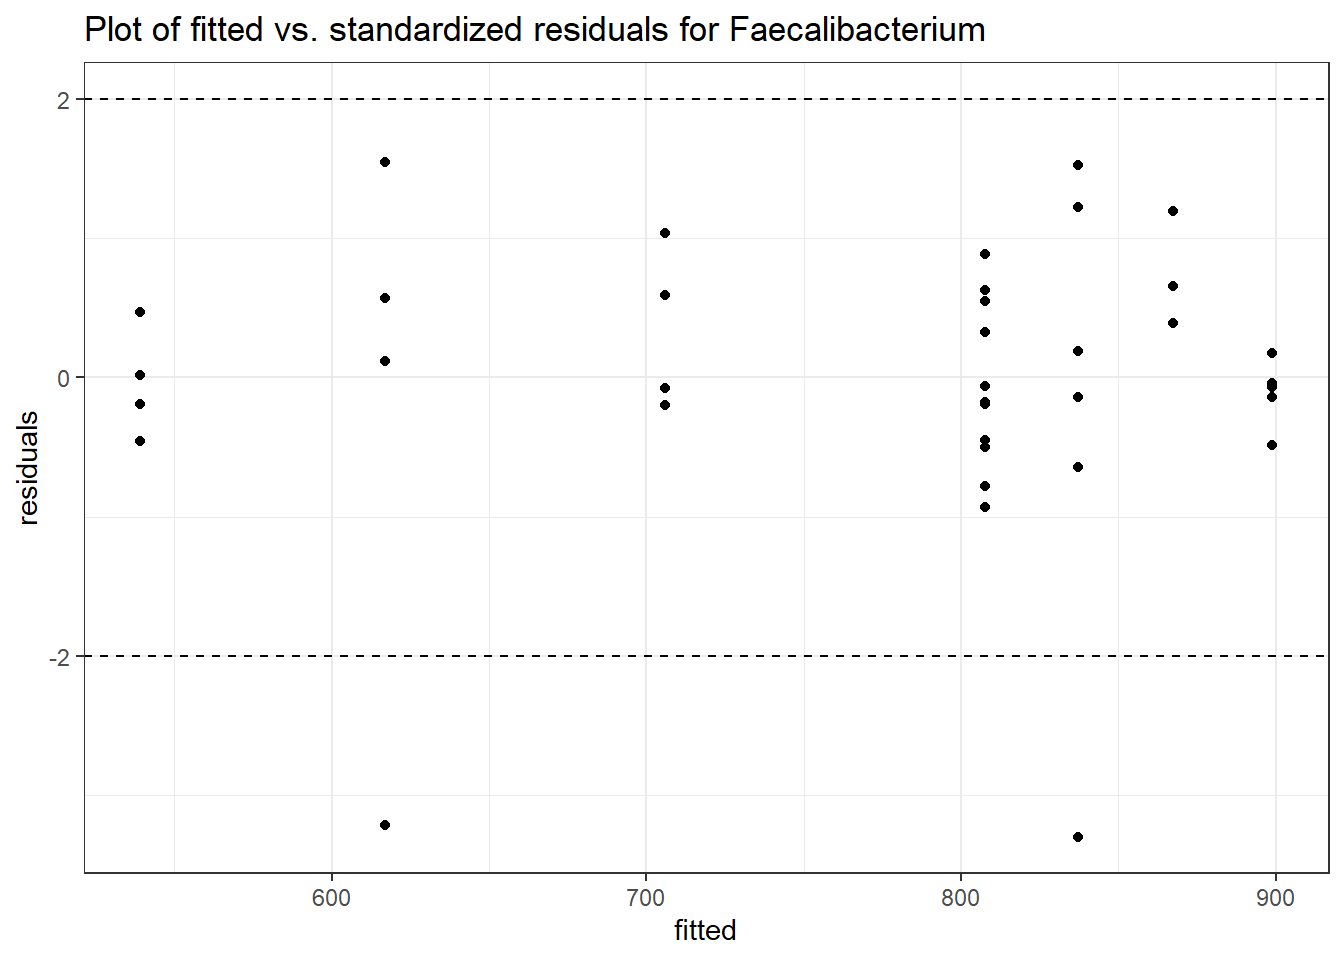 Plot of fitted vs. standardized residuals for Faecalibacterium
2
0
-2
residuals
600 700 800 900
fitted